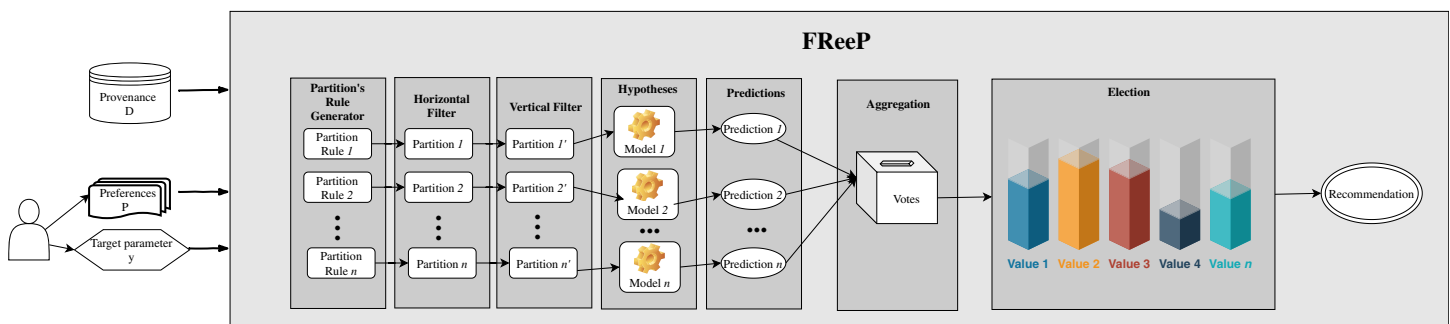 FReeP
Provenance
D
Preferences
P
Target parameter
y
Partition's
Rule
Generator
Partition
Rule 1
Partition
Rule 2
Partition
Rule n
Horizontal
Filter
Partition 1
Partition 2
Partition n
Vertical Filter
Partition 1'
Partition 2'
Partition n'
Hypotheses
Model 1
Model 2
Model n
Predictions
Prediction 1
Prediction 2
Prediction n
Aggregation
Votes
Election
Value 1 Value 2 Value 3 Value 4 Value n
Recommendation